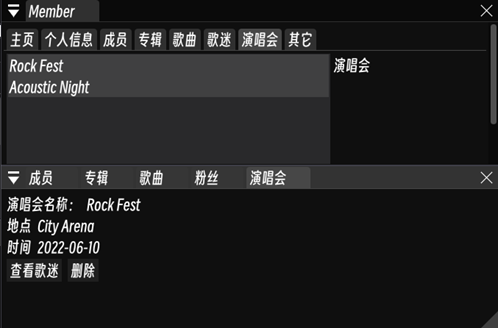 Member
主页 个人信息 成员 专辑 歌曲 歌迷 演唱会 其它
Rock Fest 演唱会
Acoustic Night
成员 专辑 歌曲 粉丝 演唱会
演唱会名称： Rock Fest
地点 City Arena
时间 2022-06-10
查看歌迷 删除